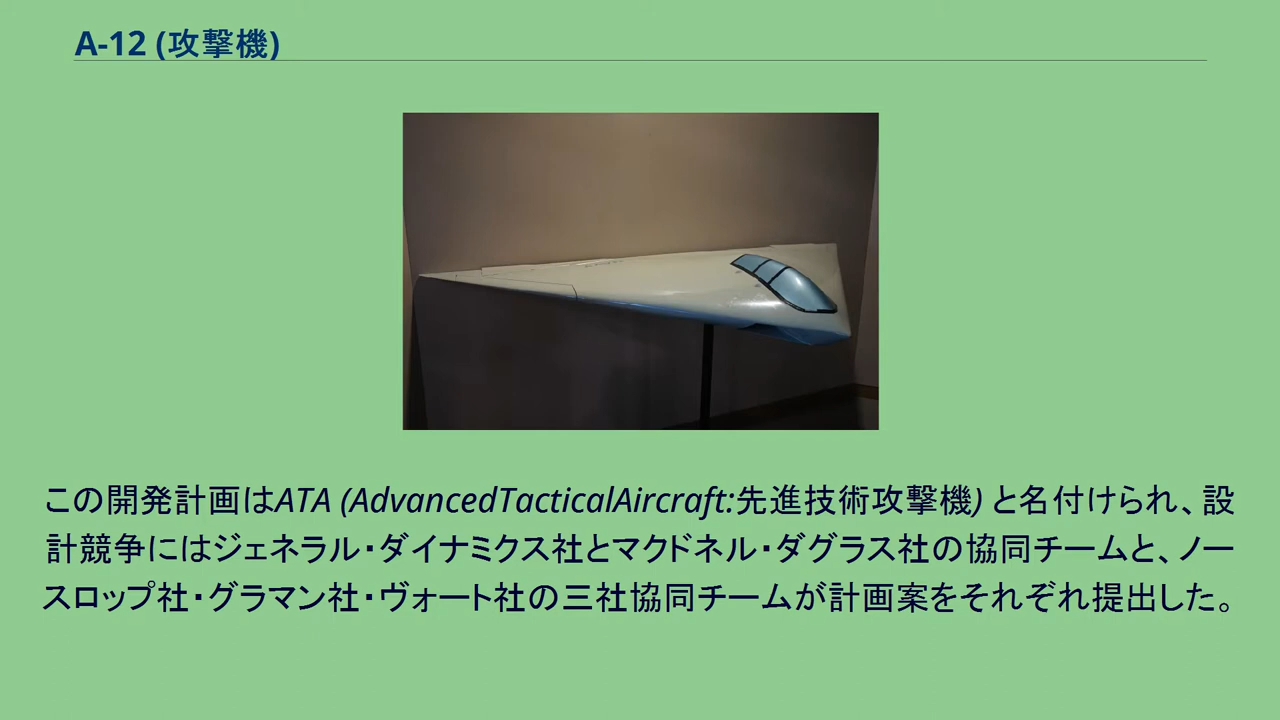 A-12 (攻撃機)
この開発計画はATA (AdvancedTacticalAircraft:先進技術攻撃機) と名付けられ、設
計競争にはジェネラル・ダイナミクス社とマクドネル・ダグラス社の協同チームと、ノー
スロップ社・グラマン社・ヴォート社の三社協同チームが計画案をそれぞれ提出した。